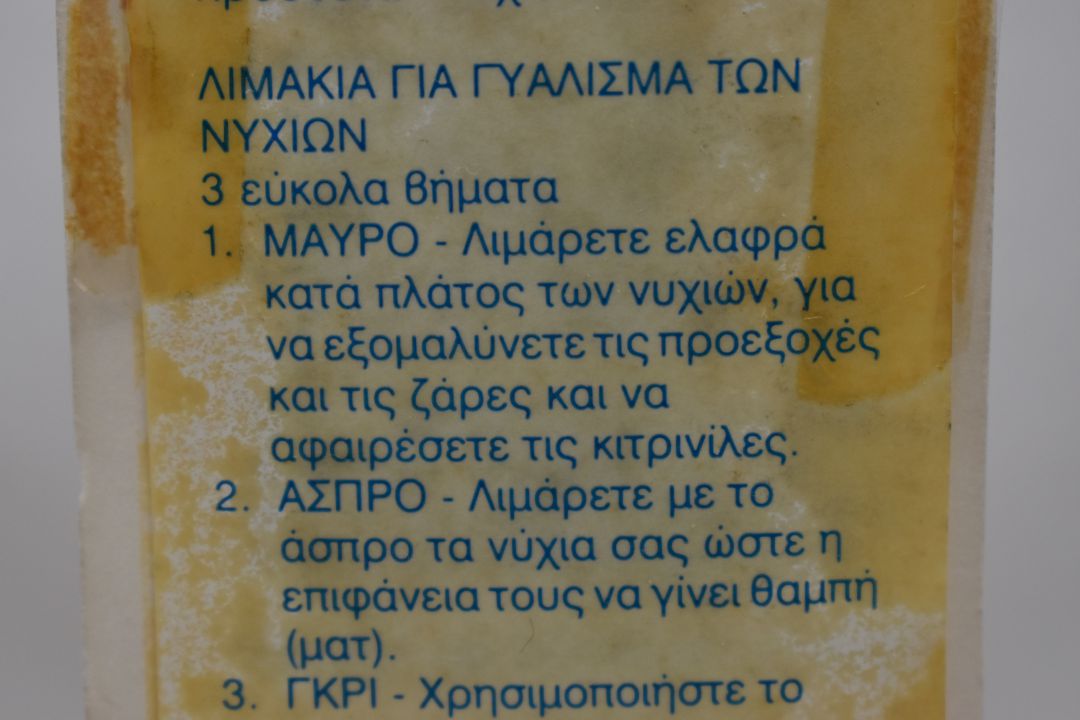 ΛΙΜΑΚΙΑ ΓΙΑ ΓΥΑΛΙΣΜΑ ΤΩΝ
ΝΥΧΙΩΝ
3 εύκολα βήματα
1. ΜΑΥΡΟ - Λιμάρετε ελαφρά
κατά πλάτος των νυχιών, για
να εξομαλύνετε τις προεξοχές
και τις ζάρες και να
αφαιρέσετε τις κιτρινίλες.
2. ΑΣΠΡΟ - Λιμάρετε με το
άσπρο τα νύχια σας ώστε η
επιφάνεια τους να γίνει θαμπή
(ματ).
3. ΓΚΡΙ - Χρησιμοποιήστε το